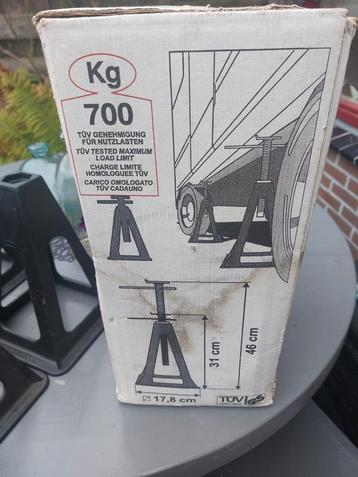 Kg
700
TÜV GENEHMIGUNG
FÜR NUTZLASTEN
TÜV TESTED MAXIMUM
LOAD LIMIT
CHARGE LIMITE
HOMOLOGUEE TÜV
CARICO OMOLOGATO
TÜV CADAUNO
31 cm
46 cm
17,8 cm
TÜV
GS